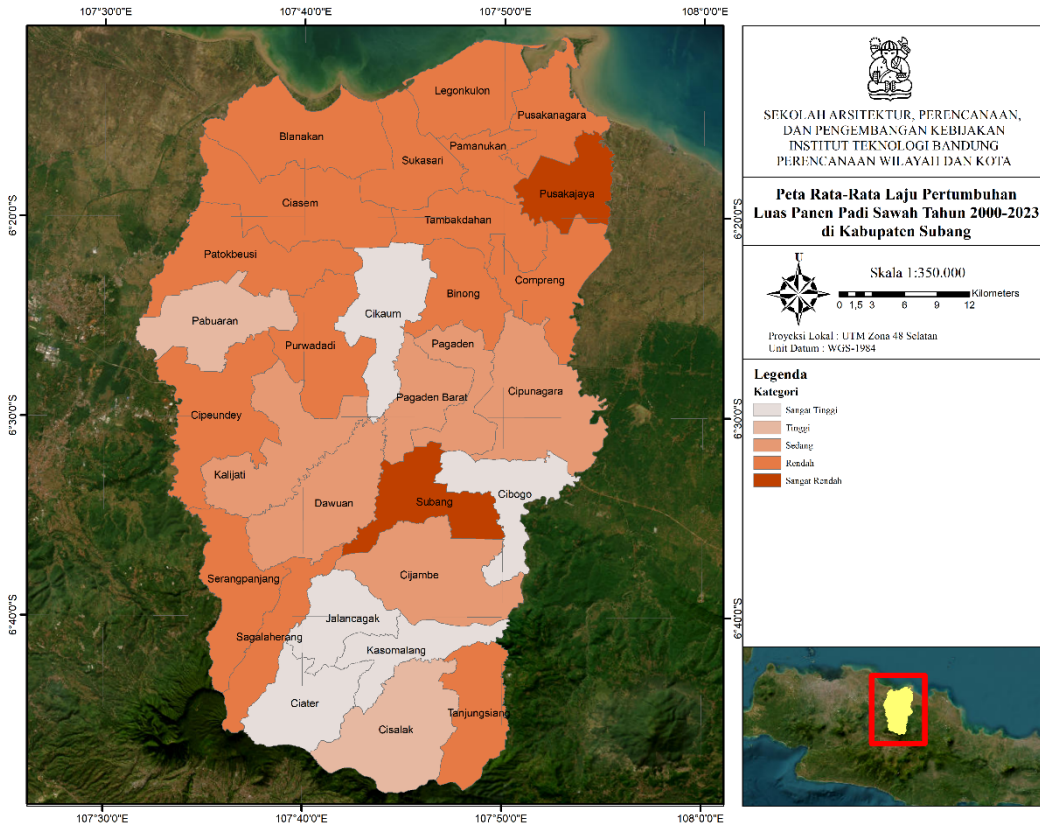 107°30'0"E
107°40'0"E
107°50'0"E
108°0'0"E
6°20'0"S
6°30'0"S
6°40'0"S
Legonkulon
Pusakanagara
Blanakan
Pamanukan
Sukasari
Pusakajaya
Ciasem
Tambakdahan
Patokbeusi
Compreng
Binong
Cikaum
Pabuaran
Purwadadi
Pagaden
Cipunagara
Pagaden Barat
Cipeundey
Kalijati
Cibogo
Dawuan
Subang
Cijambe
Serangpanjang
Jalancagak
Sagalaherang
Kasomalang
Ciater
Tanjungsiang
Cisalak
6°20'0"S
6°30'0"S
6°40'0"S
107°30'0"E
107°40'0"E
107°50'0"E
108°0'0"E
SEKOLAH ARSITEKTUR, PERENCANAAN,
DAN PENGEMBANGAN KEBIJAKAN
INSTITUT TEKNOLOGI BANDUNG
PERENCANAAN WILAYAH DAN KOTA
Peta Rata-Rata Laju Pertumbuhan
Luas Panen Padi Sawah Tahun 2000-2023
di Kabupaten Subang
U
Skala 1:350.000
Kilometers
0 1,5 3 6 9 12
Proyeksi Lokal : UTM Zona 48 Selatan
Unit Datum : WGS-1984
Legenda
Kategori
Sangat Tinggi
Tinggi
Sedang
Rendah
Sangat Rendah